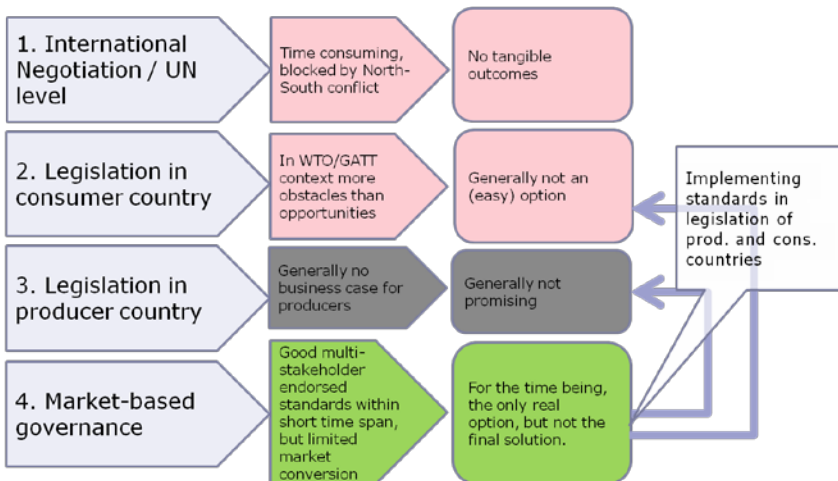 1. International
Negotiation / UN
level
Time consuming,
blocked by North-
South conflict
No tangible
outcomes
2. Legislation in
consumer country
In WTO/GATT
context more
obstacles than
opportunities
Generally not an
(easy) option
Implementing
standards in
legislation of
prod. and cons.
countries
3. Legislation in
producer country
Generally no
business case for
producers
Generally not
promising
4. Market-based
governance
Good multi-
stakeholder
endorsed
standards within
short time span,
but limited
market
conversion
For the time being,
the only real
option, but not the
final solution.